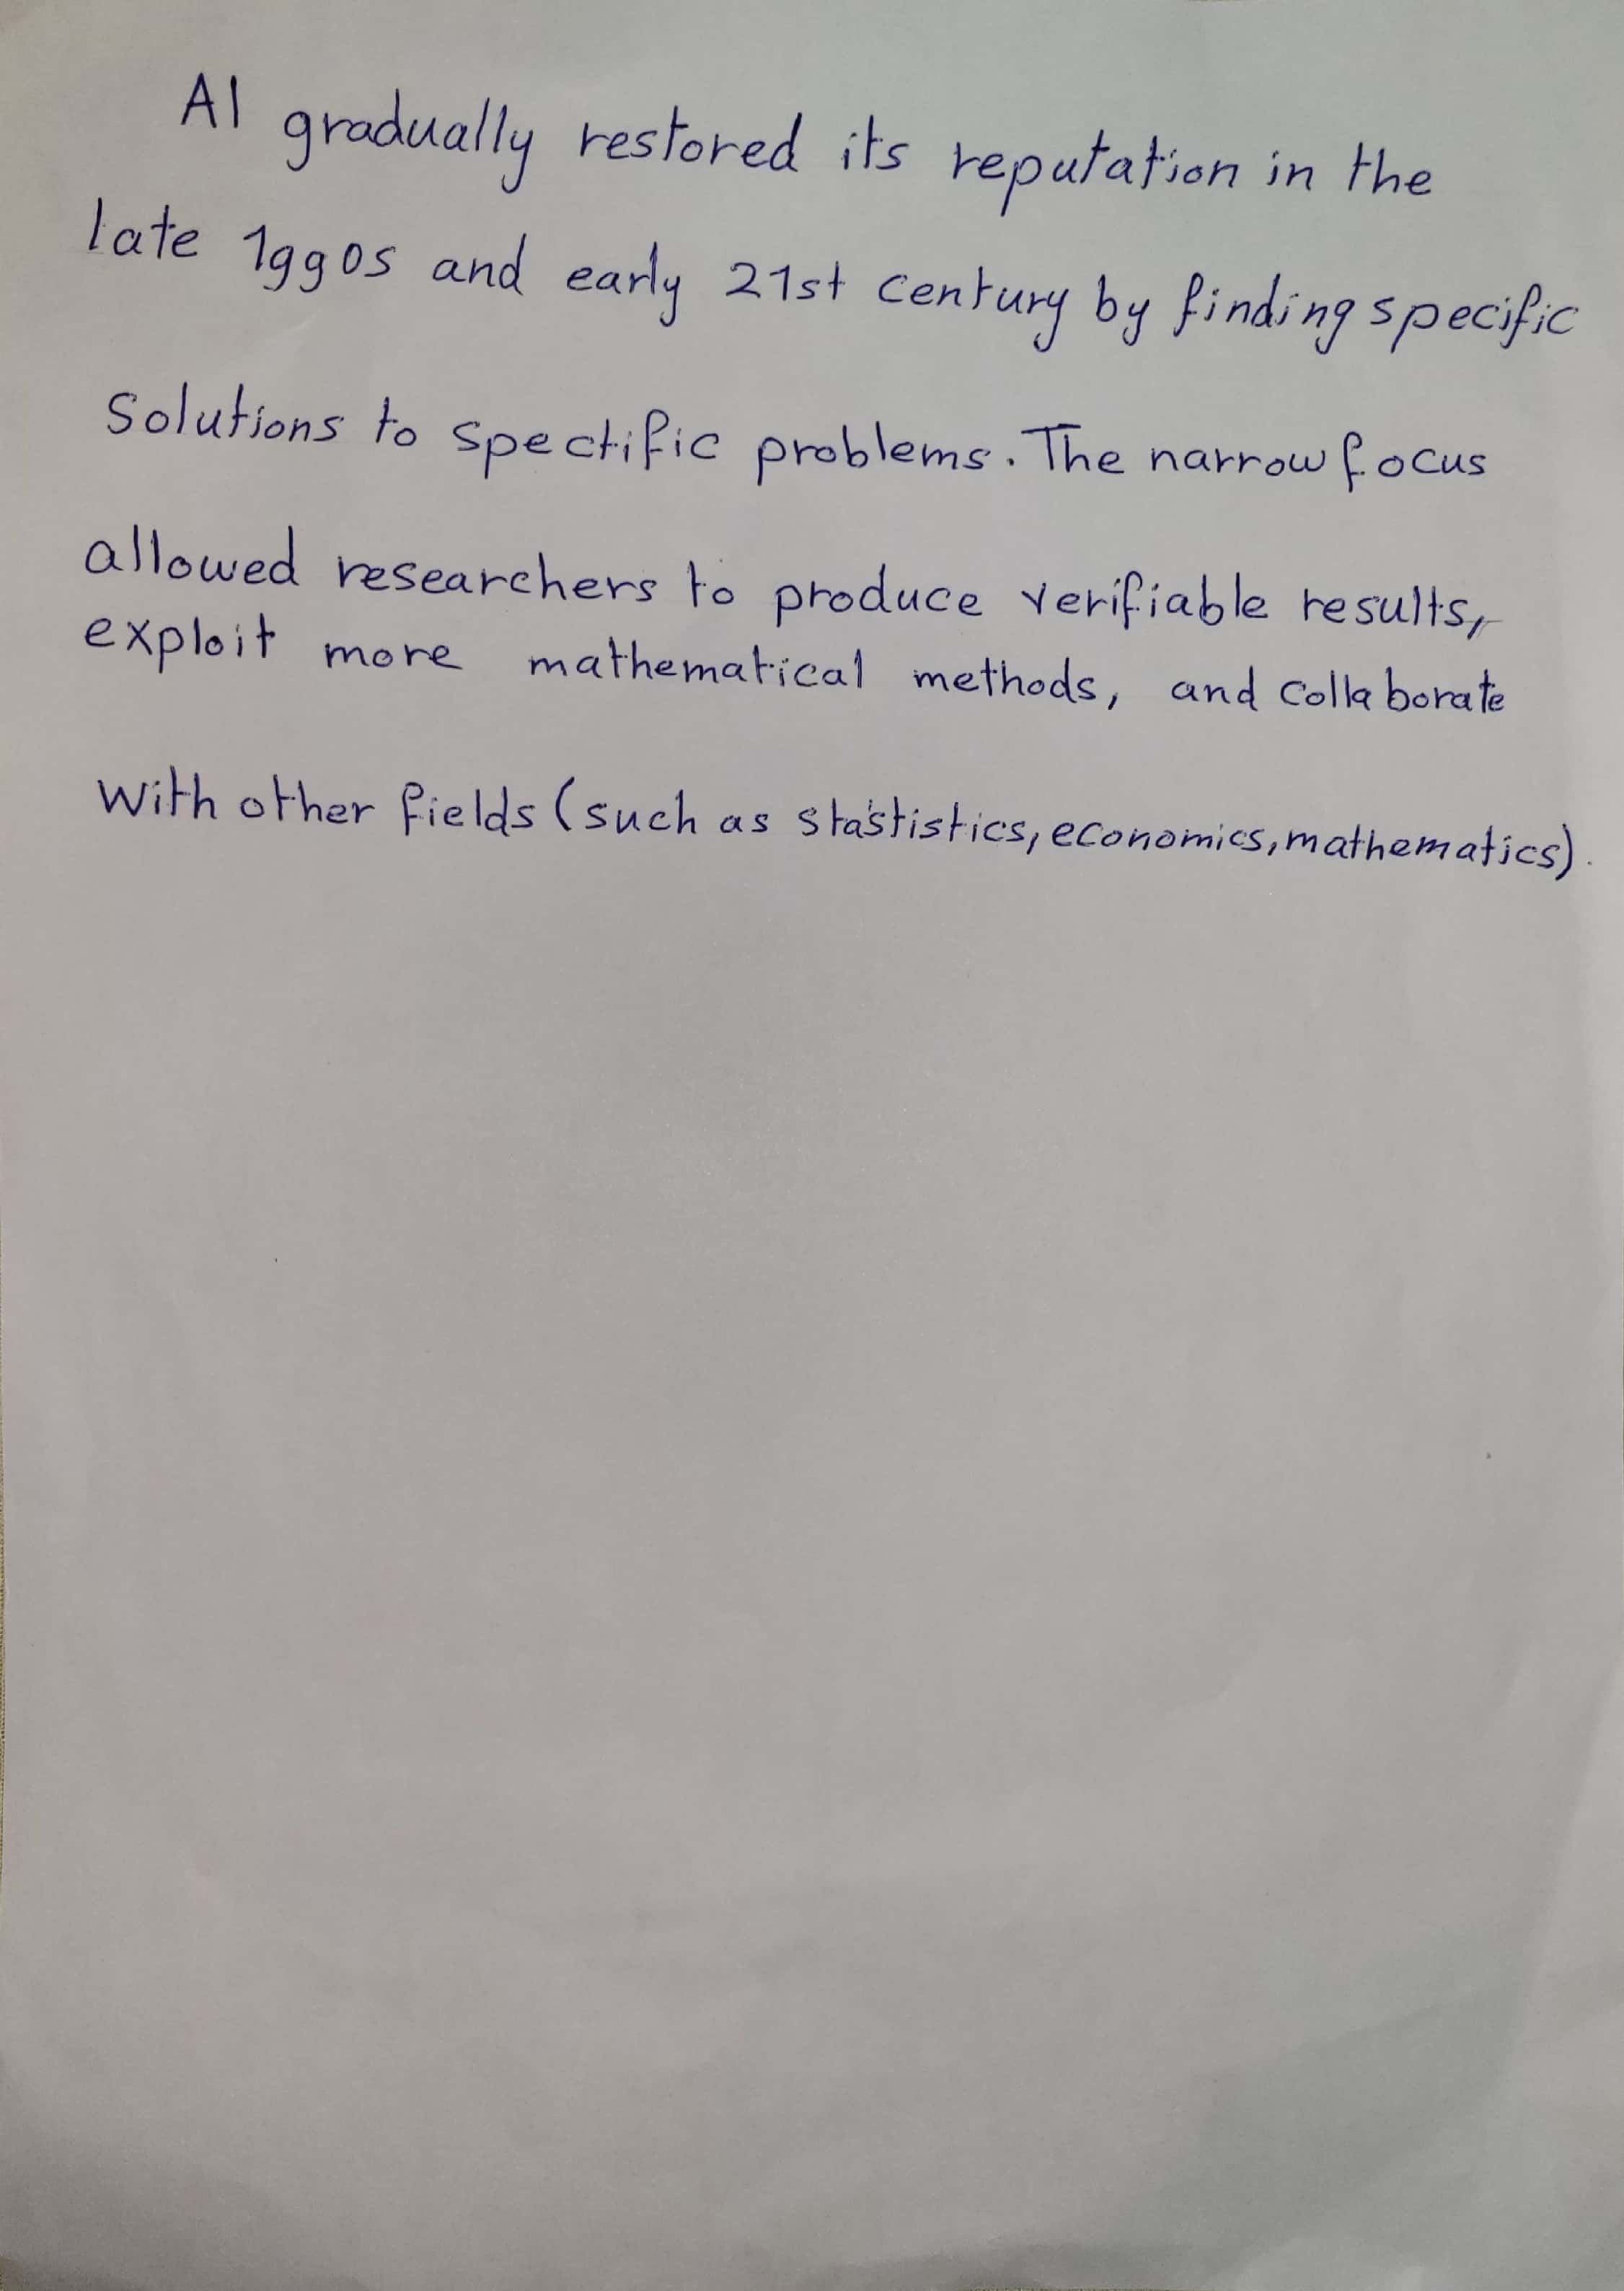 AI gradually restored its reputation in the
late 1990s and early 21st century by finding specific
solutions to spectific problems. The narrow focus
allowed researchers to produce verifiable results,
exploit more mathematical methods, and collaborate
with other fields (such as stastistics, economics, mathematics).